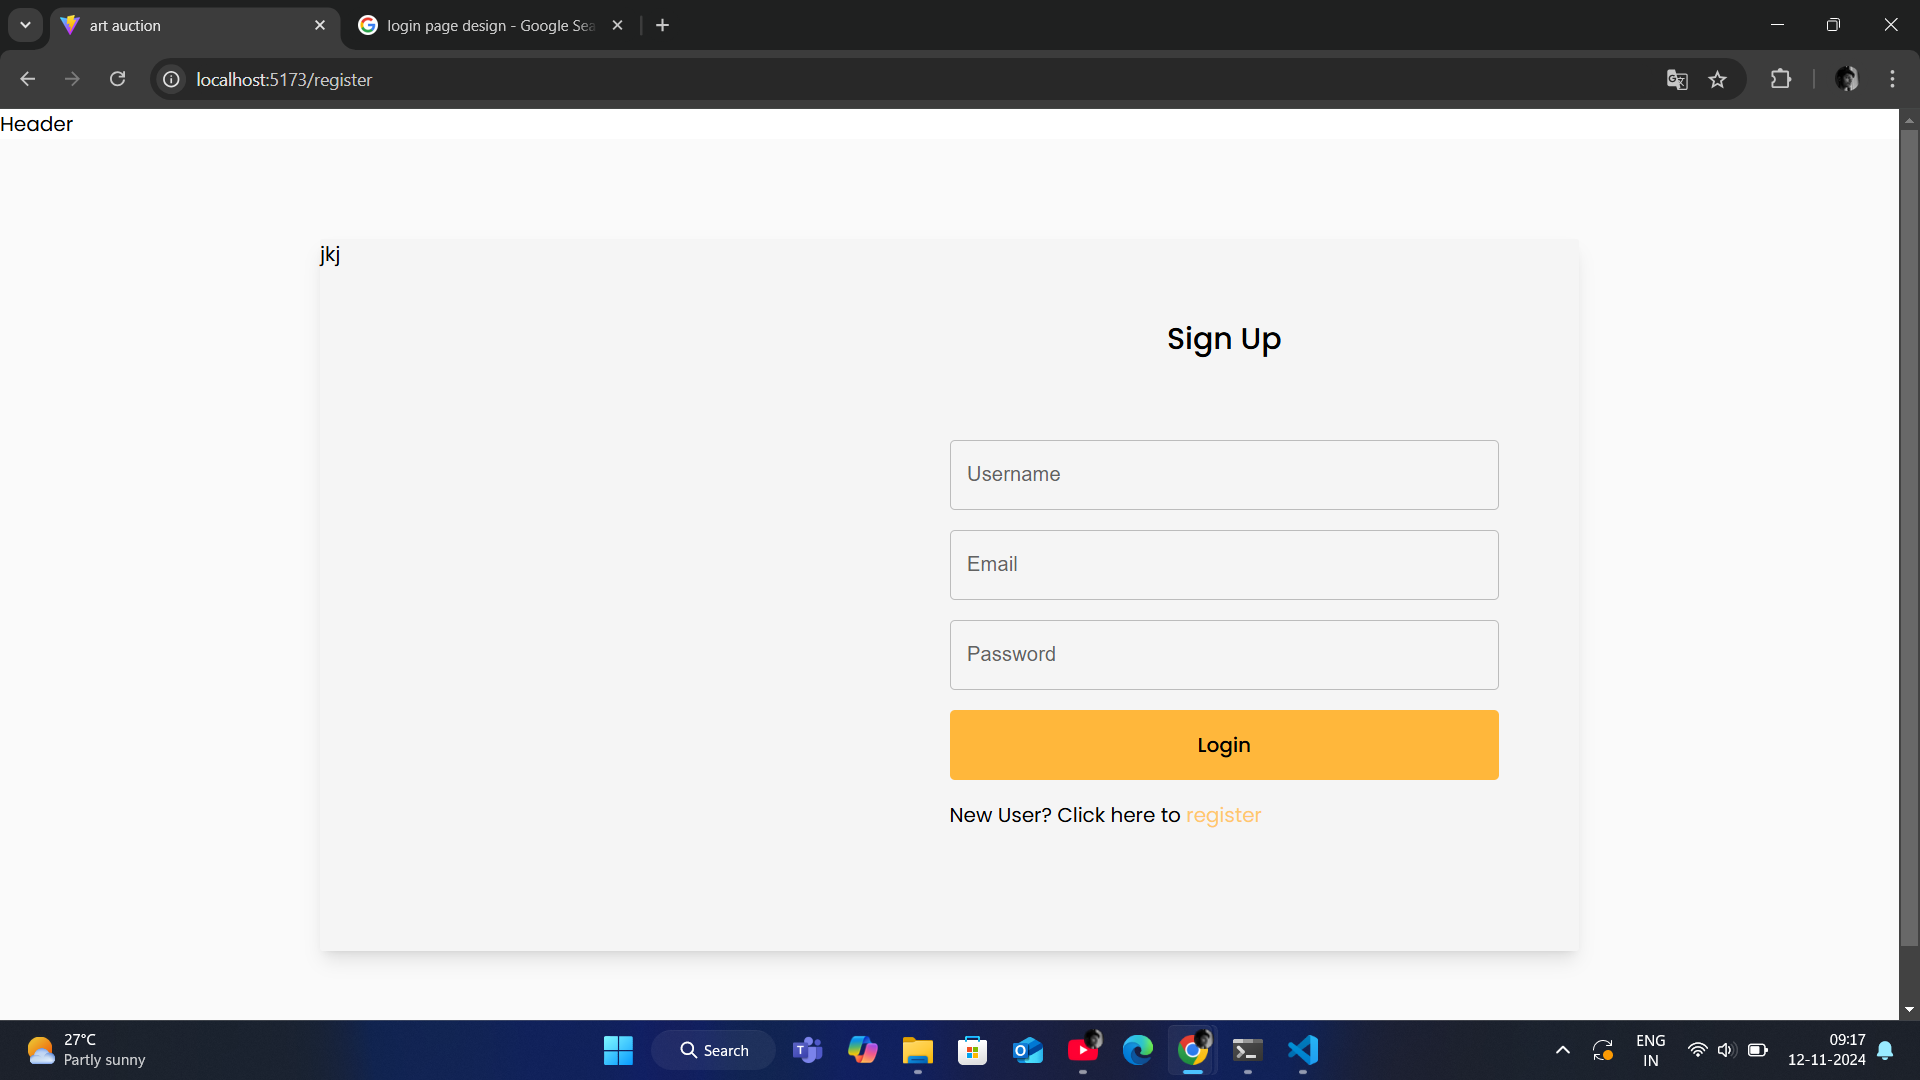 art auction
login page design - Google Sea
localhost:5173/register
Header
jkj
Sign Up
Username
Email
Password
Login
New User? Click here to register
27°C
Partly sunny
Search
ENG
IN
09:17
12-11-2024